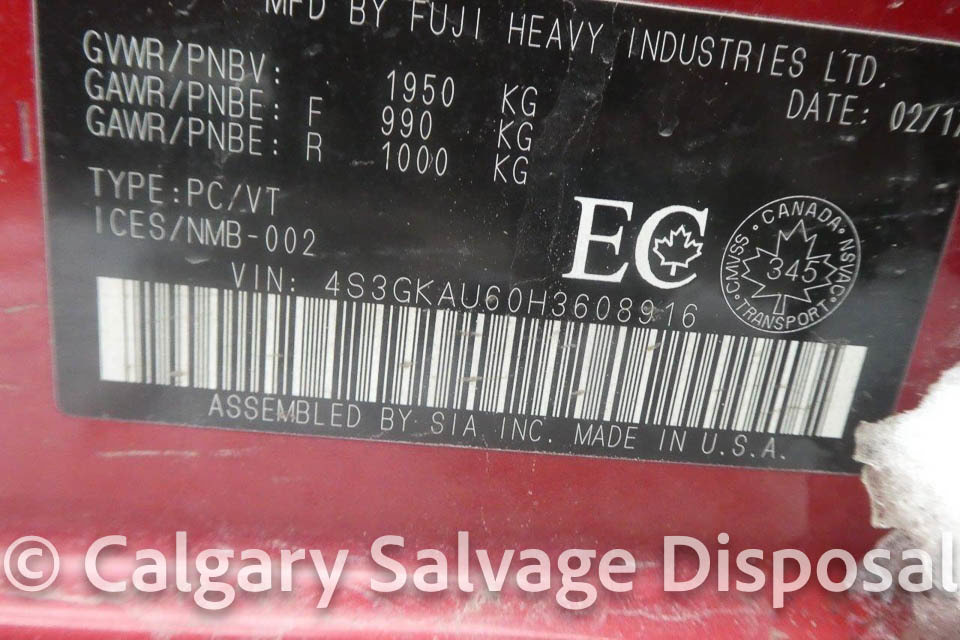 MFD BY FUJI HEAVY INDUSTRIES LTD.
GVWR/PNBV: 1950 KG DATE: 02/17
GAWR/PNBE: F 990 KG
GAWR/PNBE: R 1000 KG
TYPE:PC/VT
ICES/NMB-002
EC
CANADA
CMVSS 345 NSVAC
TRANSPORT
VIN: 4S3GKAU60H3608916
ASSEMBLED BY SIA INC. MADE IN U.S.A.
© Calgary Salvage Disposal